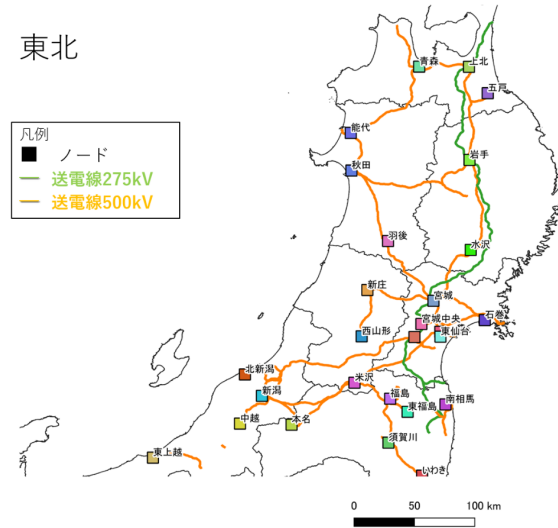 東北
凡例
ノード
送電線275kV
送電線500kV
青森
上北
五戸
能代
岩手
秋田
羽後
水沢
新庄
宮城
宮城中央
石巻
東仙台
西山形
北新潟
新潟
米沢
福島
東福島
南相馬
中越
本名
須賀川
東上越
いわき
0 50 100 km